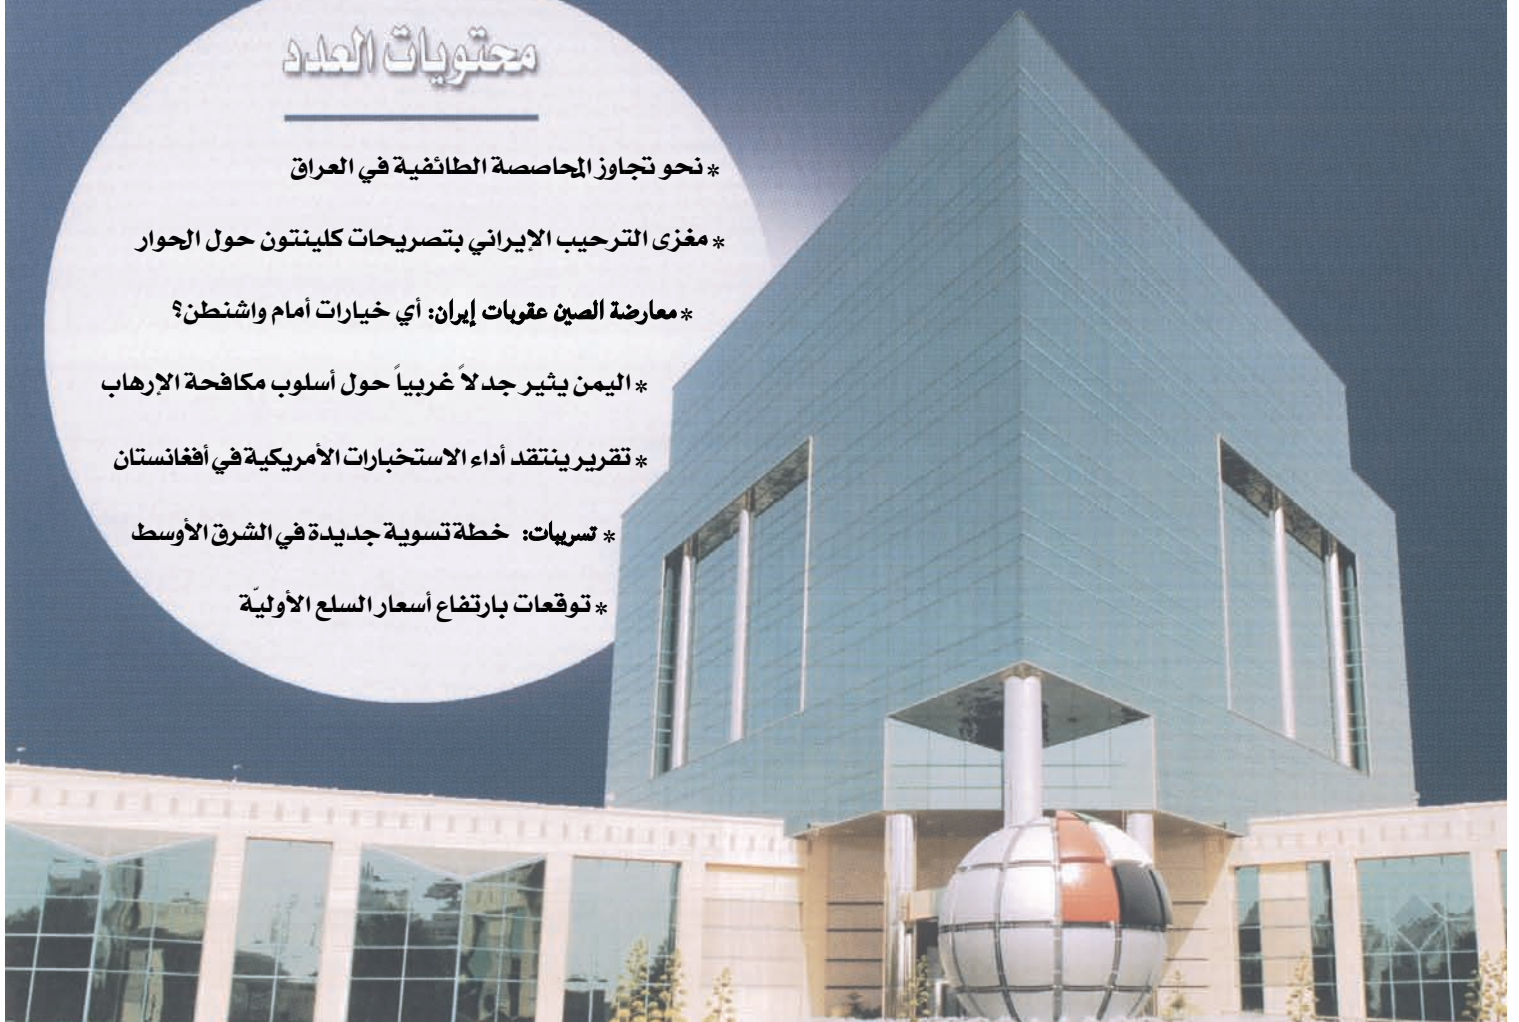 محتويات العدد
* نحو تجاوز المحاصصة الطائفية في العراق
* مغزى الترحيب الإيراني بتصريحات كلينتون حول الحوار
* معارضة الصين عقوبات إيران: أي خيارات أمام واشنطن؟
* اليمن يثير جدلاً غربياً حول أسلوب مكافحة الإرهاب
* تقرير ينتقد أداء الاستخبارات الأمريكية في أفغانستان
* تسريبات: خطة تسوية جديدة في الشرق الأوسط
* توقعات بارتفاع أسعار السلع الأوليّة